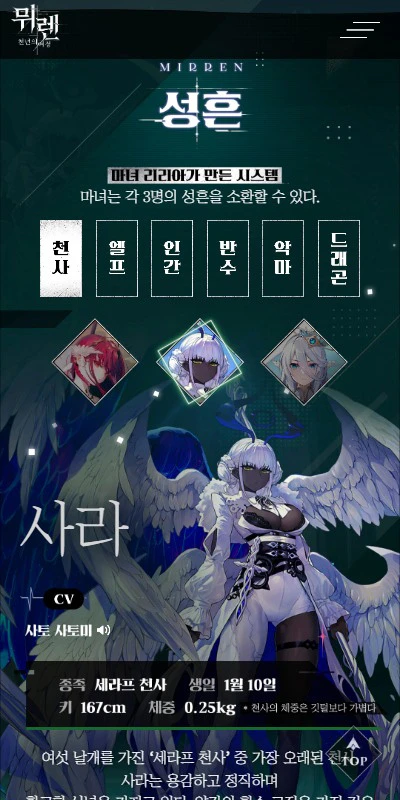 뮈렌
천년의 여정
MIRREN
성흔
마녀 리리아가 만든 시스템
마녀는 각 3명의 성흔을 소환할 수 있다.
천사
엘프
인간
반수
악마
드래곤
사라
CV
사토 사토미
종족 세라프 천사 생일 1월 10일
키 167cm 체중 0.25kg • 천사의 체중은 깃털보다 가볍다
여섯 날개를 가진 '세라프 천사' 중 가장 오래된 천사
TOP
사라는 용감하고 정직하며